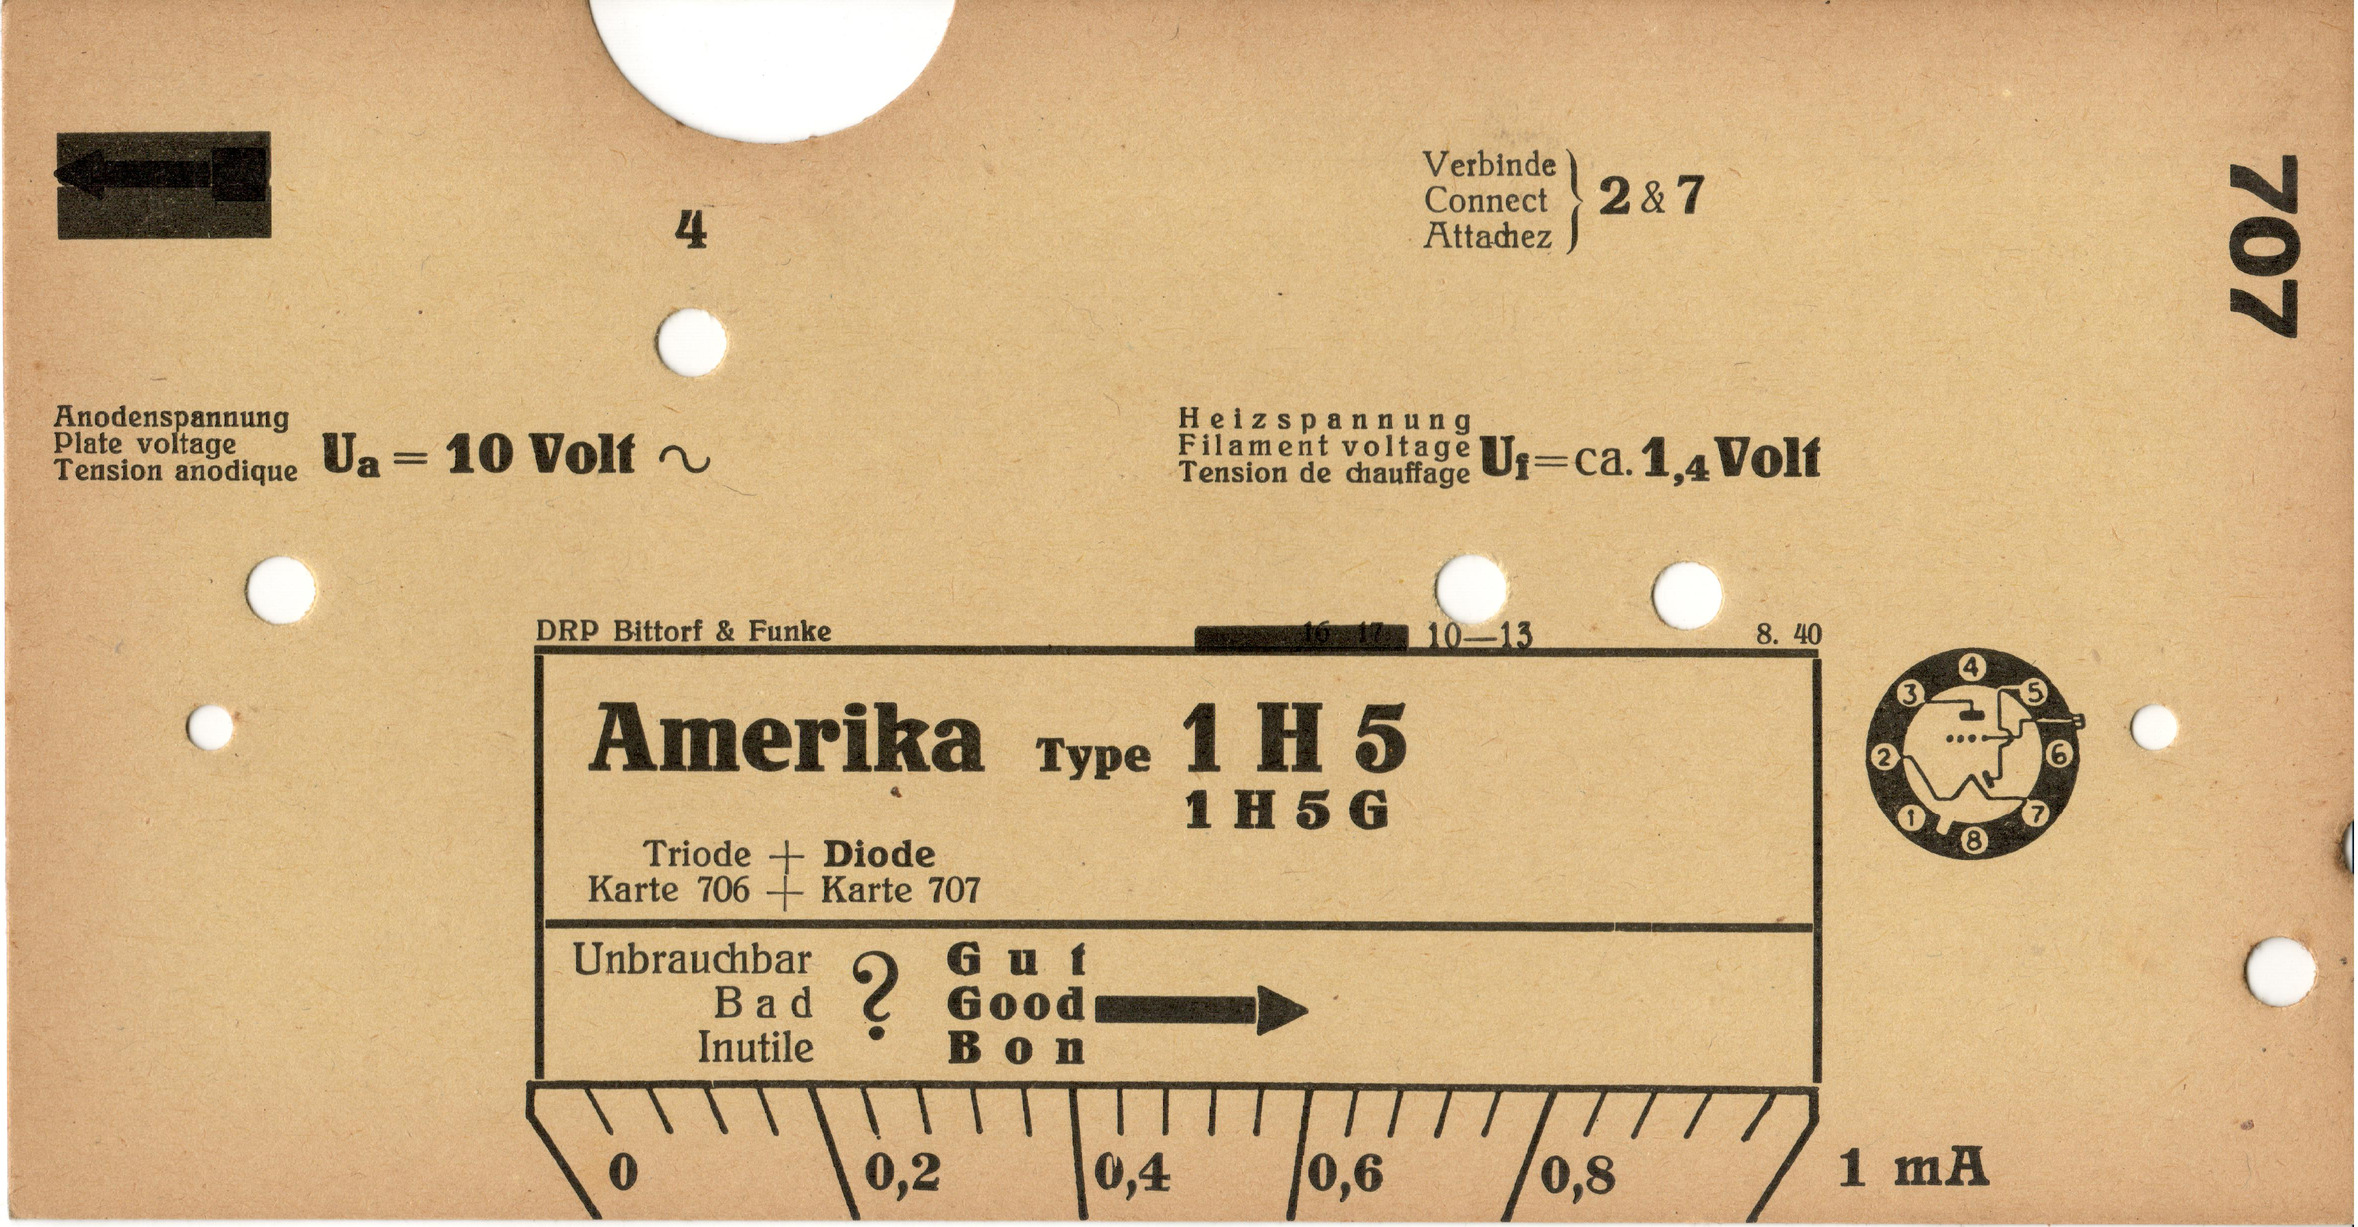 4
Verbinde
Connect
Attachez
2 & 7
707
Anodenspannung
Plate voltage
Tension anodique
Ua = 10 Volt ~
Heizspannung
Filament voltage
Tension de chauffage
Uf = ca. 1,4 Volt
DRP Bittorf & Funke
16 17 10—13
8. 40
Amerika Type 1 H 5
1 H 5 G
Triode + Diode
Karte 706 + Karte 707
4
3
5
2
6
1
7
8
Unbrauchbar ? Gut
Bad Good
Inutile Bon
0 0,2 0,4 0,6 0,8 1 mA